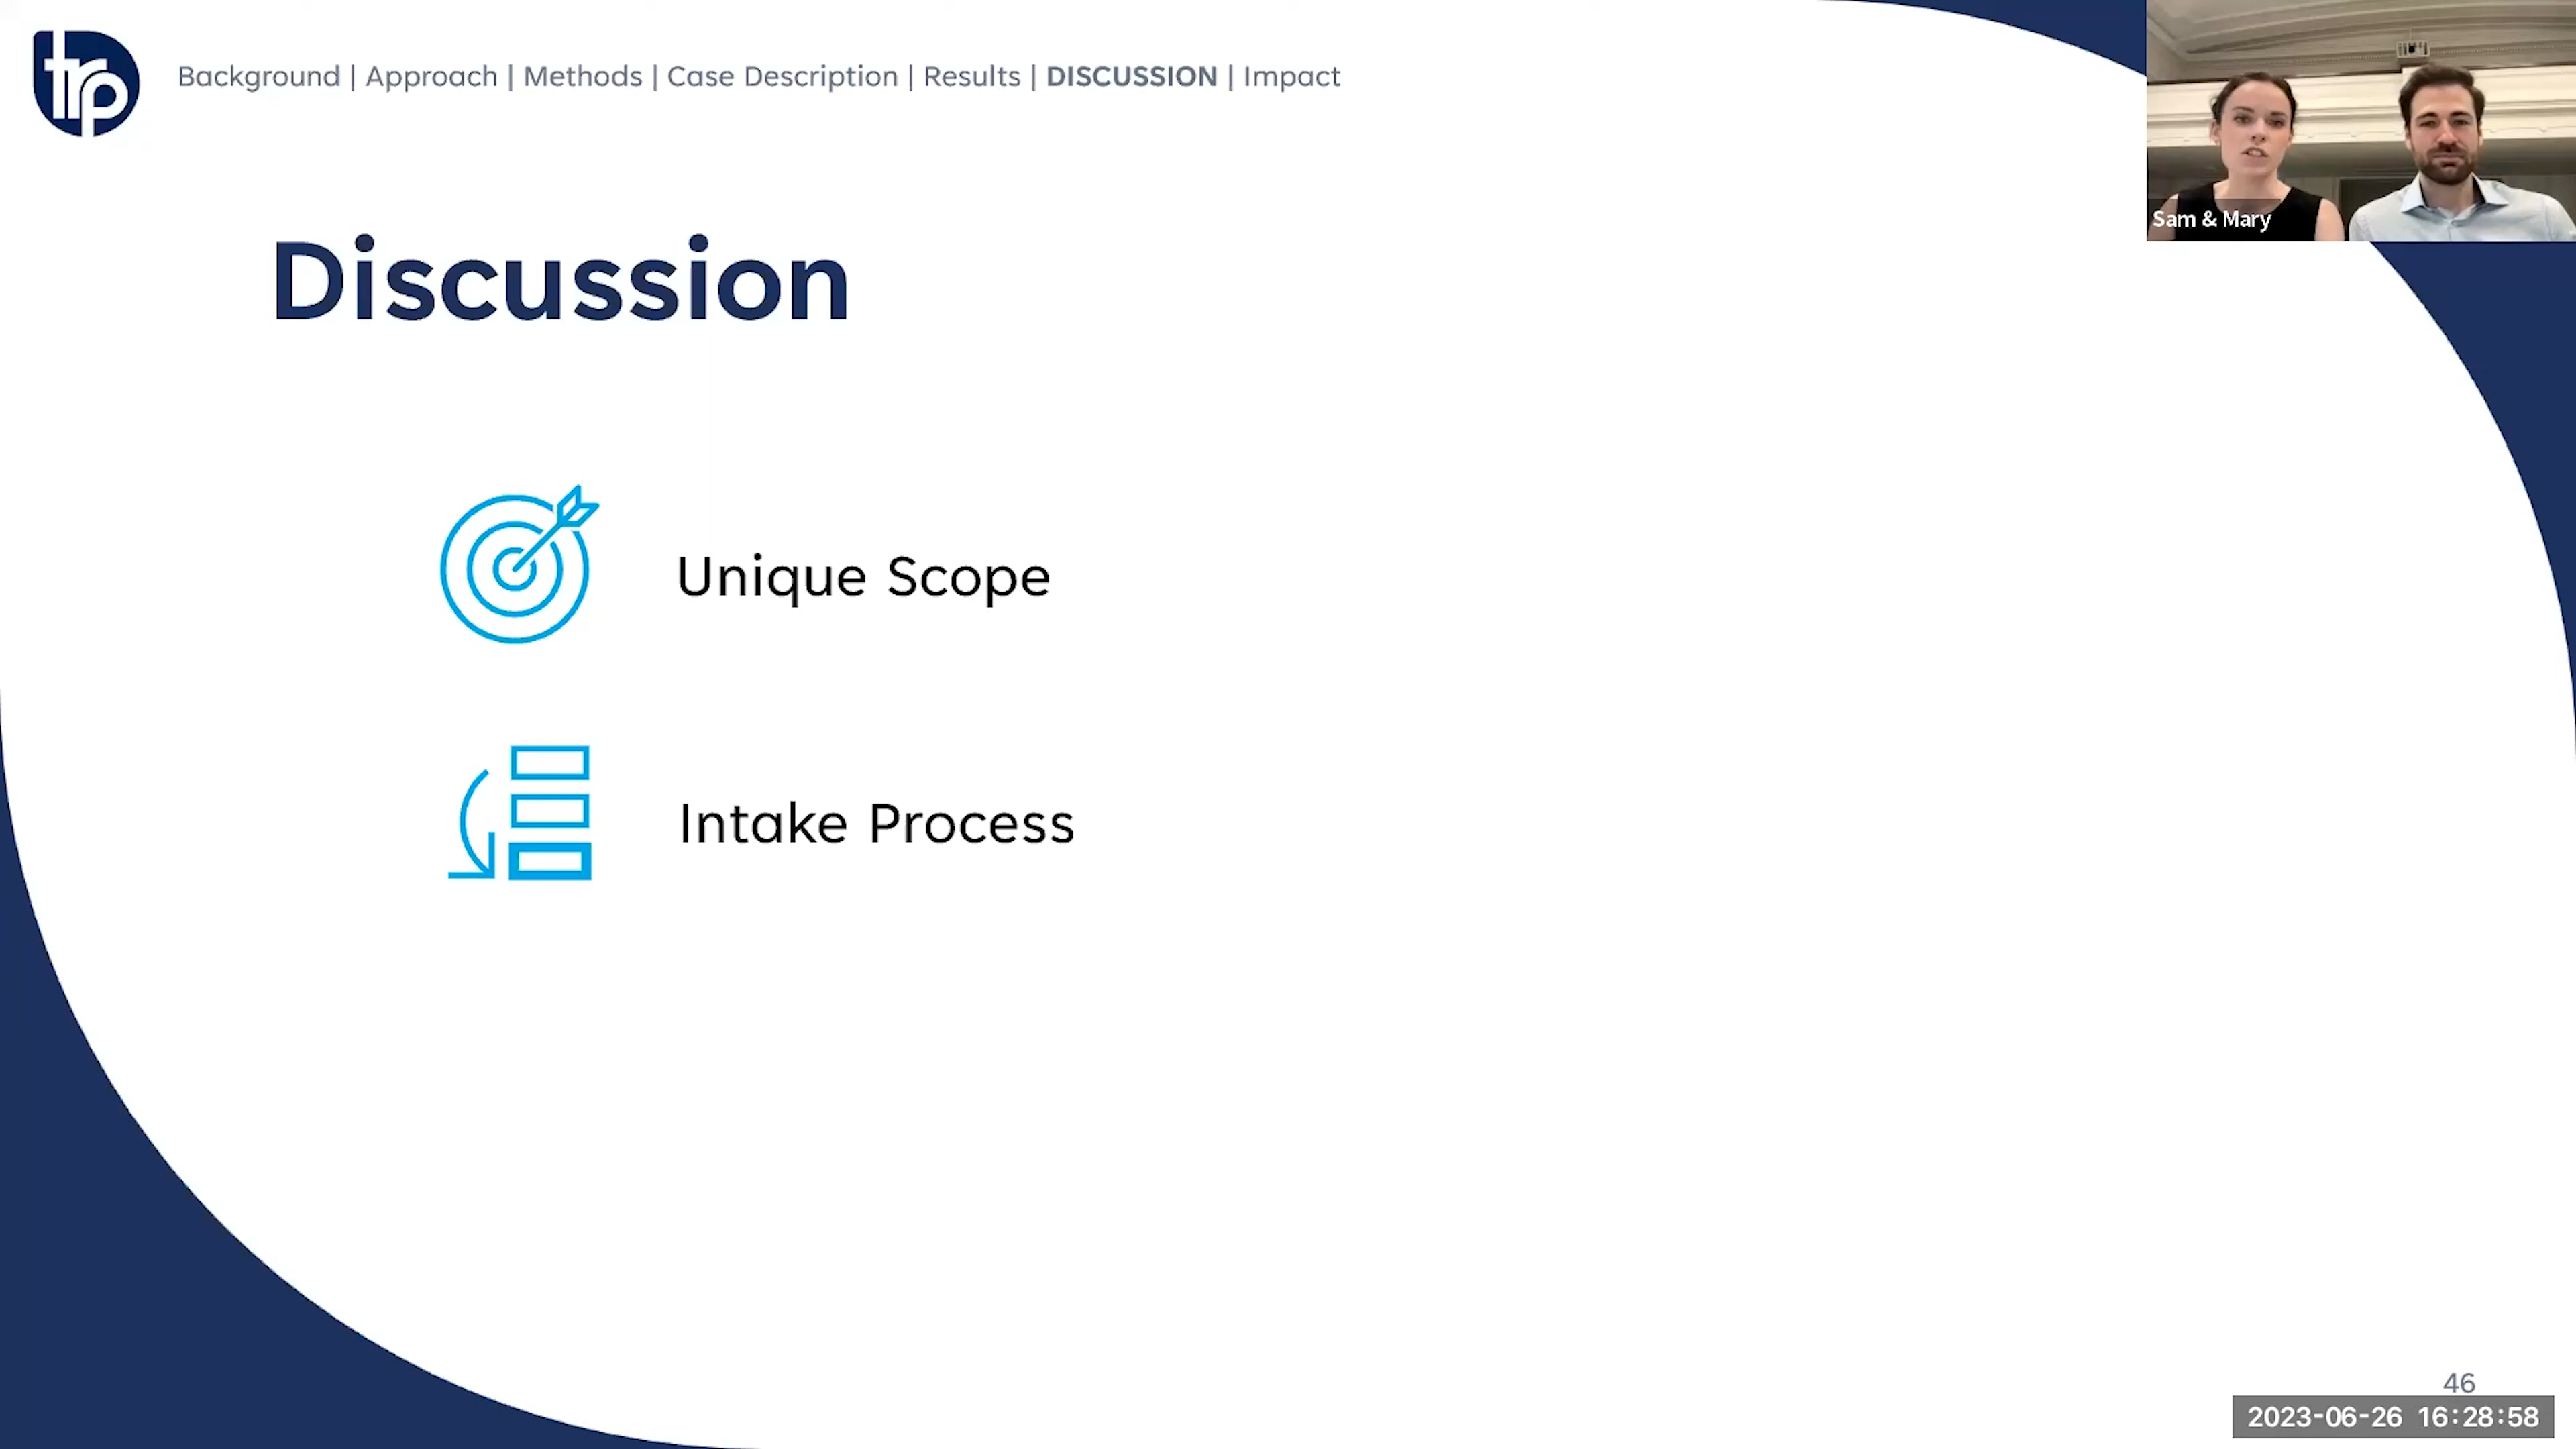 trp
Background | Approach | Methods | Case Description | Results | DISCUSSION | Impact
Sam & Mary
Discussion
Unique Scope
Intake Process
46
2023-06-26 16:28:58